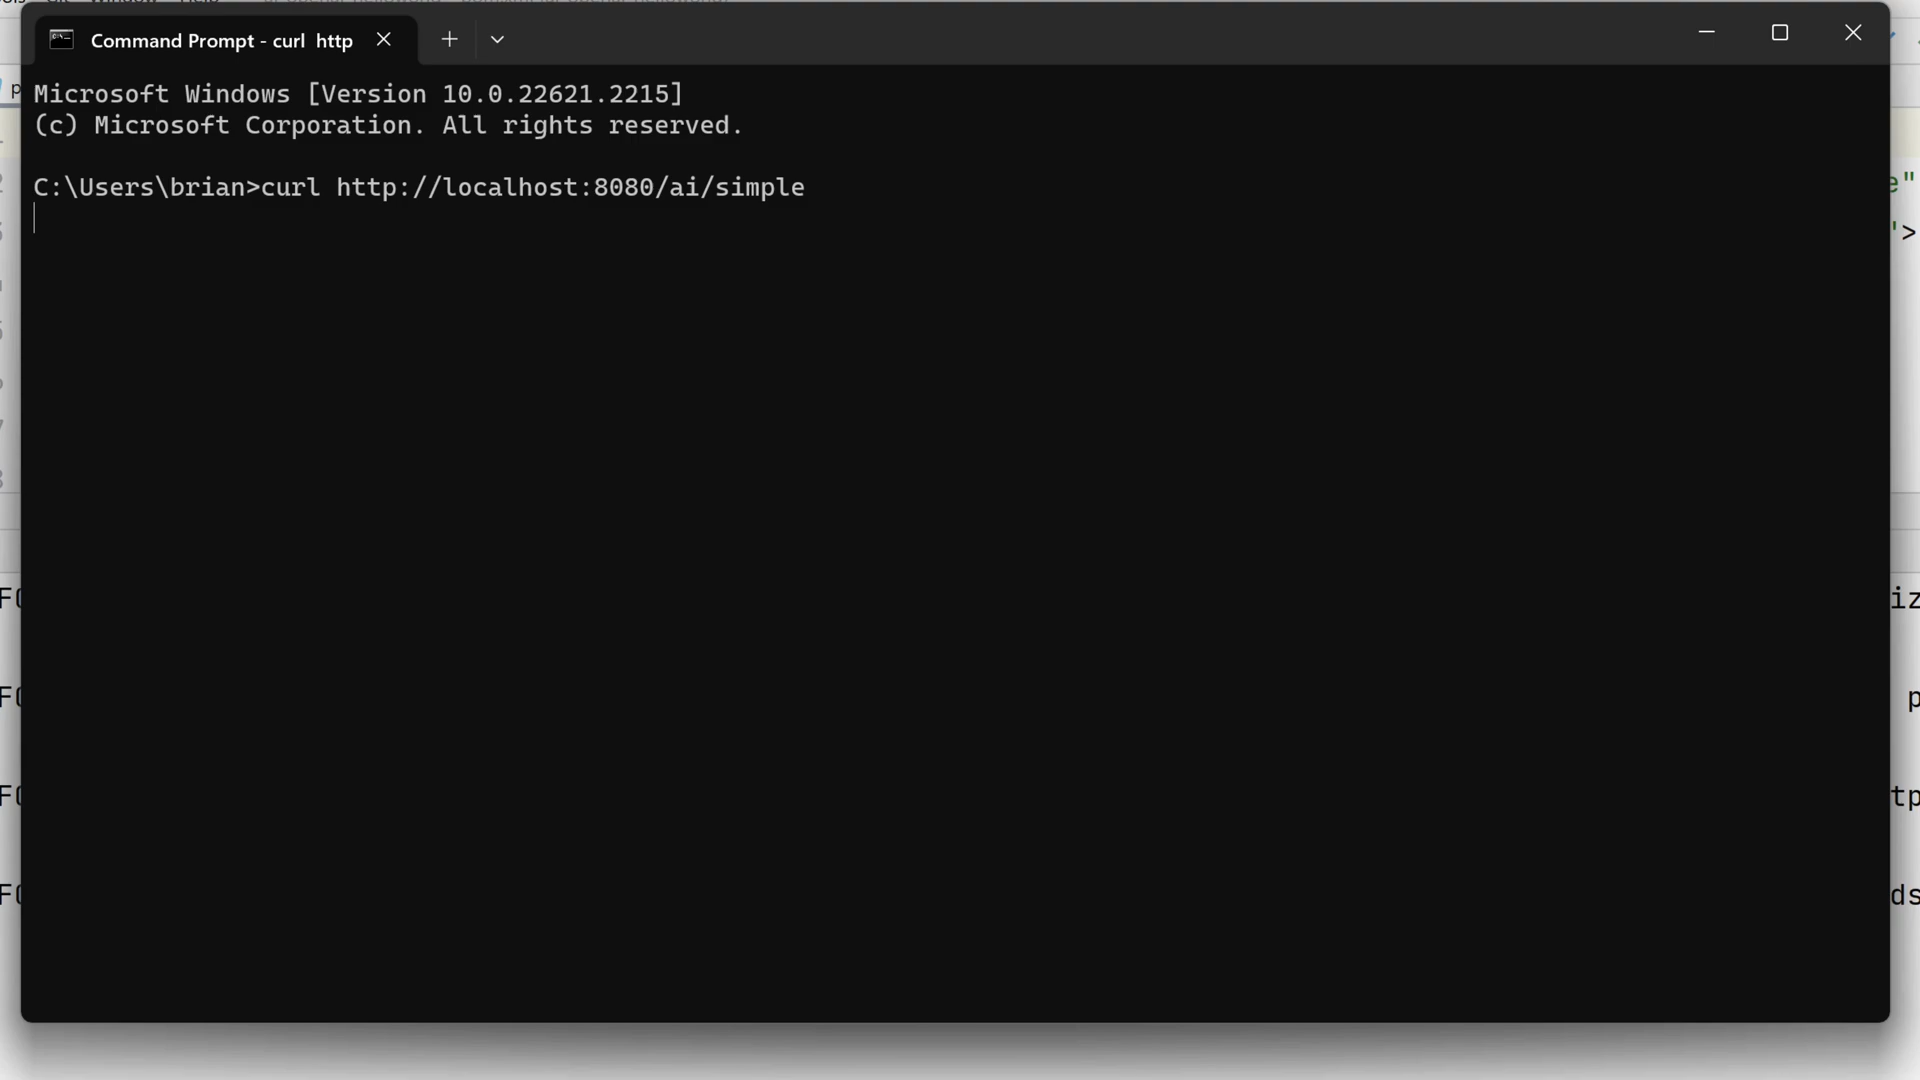 Command Prompt - curl  http
Microsoft Windows [Version 10.0.22621.2215]
(c) Microsoft Corporation. All rights reserved.
C:\Users\brian>curl http://localhost:8080/ai/simple